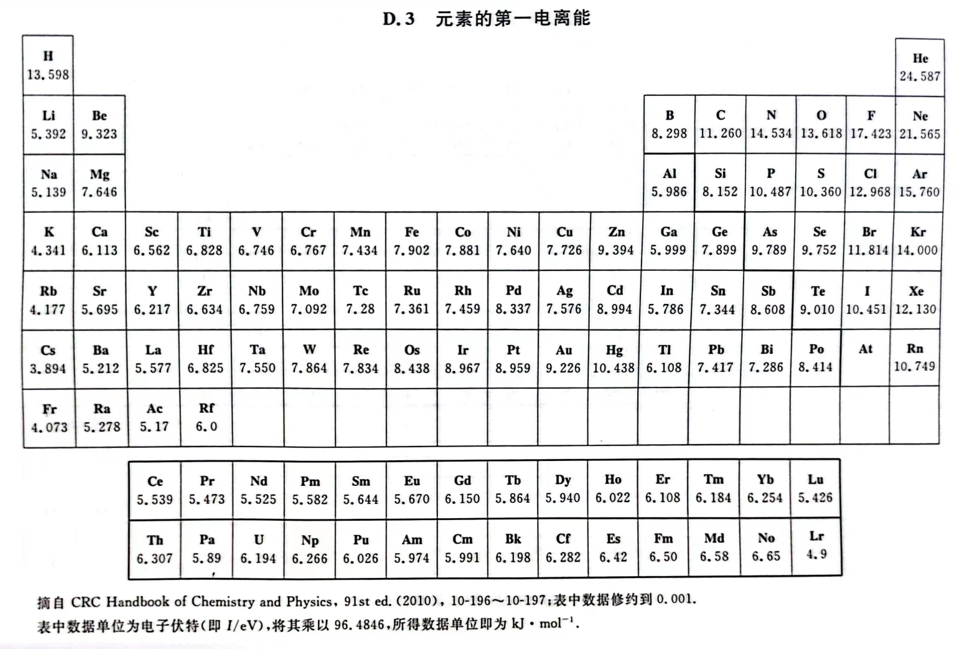 D.3 元素的第一电离能
H He
13.598 24.587
Li Be B C N O F Ne
5.392 9.323 8.298 11.260 14.534 13.618 17.423 21.565
Na Mg Al Si P S Cl Ar
5.139 7.646 5.986 8.152 10.487 10.360 12.968 15.760
K Ca Sc Ti V Cr Mn Fe Co Ni Cu Zn Ga Ge As Se Br Kr
4.341 6.113 6.562 6.828 6.746 6.767 7.434 7.902 7.881 7.640 7.726 9.394 5.999 7.899 9.789 9.752 11.814 14.000
Rb Sr Y Zr Nb Mo Tc Ru Rh Pd Ag Cd In Sn Sb Te I Xe
4.177 5.695 6.217 6.634 6.759 7.092 7.28 7.361 7.459 8.337 7.576 8.994 5.786 7.344 8.608 9.010 10.451 12.130
Cs Ba La Hf Ta W Re Os Ir Pt Au Hg Tl Pb Bi Po At Rn
3.894 5.212 5.577 6.825 7.550 7.864 7.834 8.438 8.967 8.959 9.226 10.438 6.108 7.417 7.286 8.414 10.749
Fr Ra Ac Rf
4.073 5.278 5.17 6.0
Ce Pr Nd Pm Sm Eu Gd Tb Dy Ho Er Tm Yb Lu
5.539 5.473 5.525 5.582 5.644 5.670 6.150 5.864 5.940 6.022 6.108 6.184 6.254 5.426
Th Pa U Np Pu Am Cm Bk Cf Es Fm Md No Lr
6.307 5.89 6.194 6.266 6.026 5.974 5.991 6.198 6.282 6.42 6.50 6.58 6.65 4.9
摘自 CRC Handbook of Chemistry and Physics, 91st ed. (2010), 10-196～10-197;表中数据修约到 0.001.
表中数据单位为电子伏特(即 I/eV),将其乘以 96.4846,所得数据单位即为 kJ·mol⁻¹.